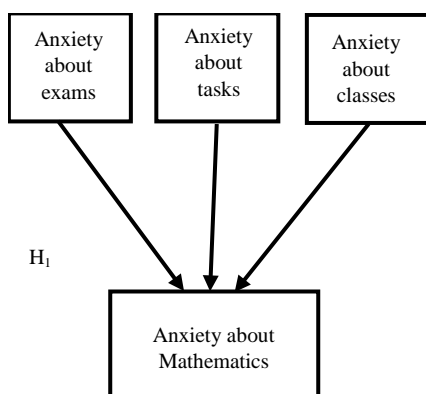 Anxiety
about
exams
Anxiety
about
tasks
Anxiety
about
classes
H₁
Anxiety about
Mathematics